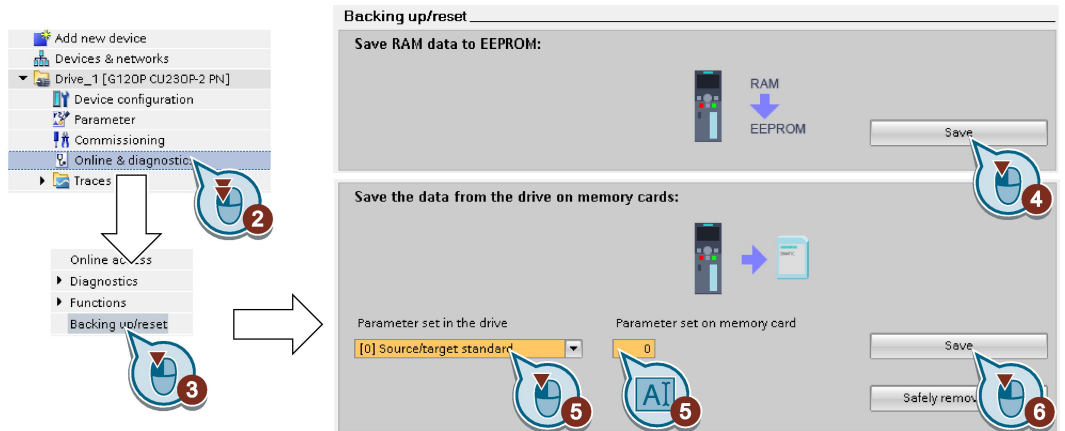 Add new device
Devices & networks
Drive_1 [G120P CU230P-2 PN]
Device configuration
Parameter
Commissioning
Online & diagnostic
Traces
2
Online access
Diagnostics
Functions
Backing up/reset
3
Backing up/reset
Save RAM data to EEPROM:
RAM
EEPROM
Save
4
Save the data from the drive on memory cards:
Parameter set in the drive
Parameter set on memory card
[0] Source/target standard
0
Save
Safely remov
AI
5
5
6